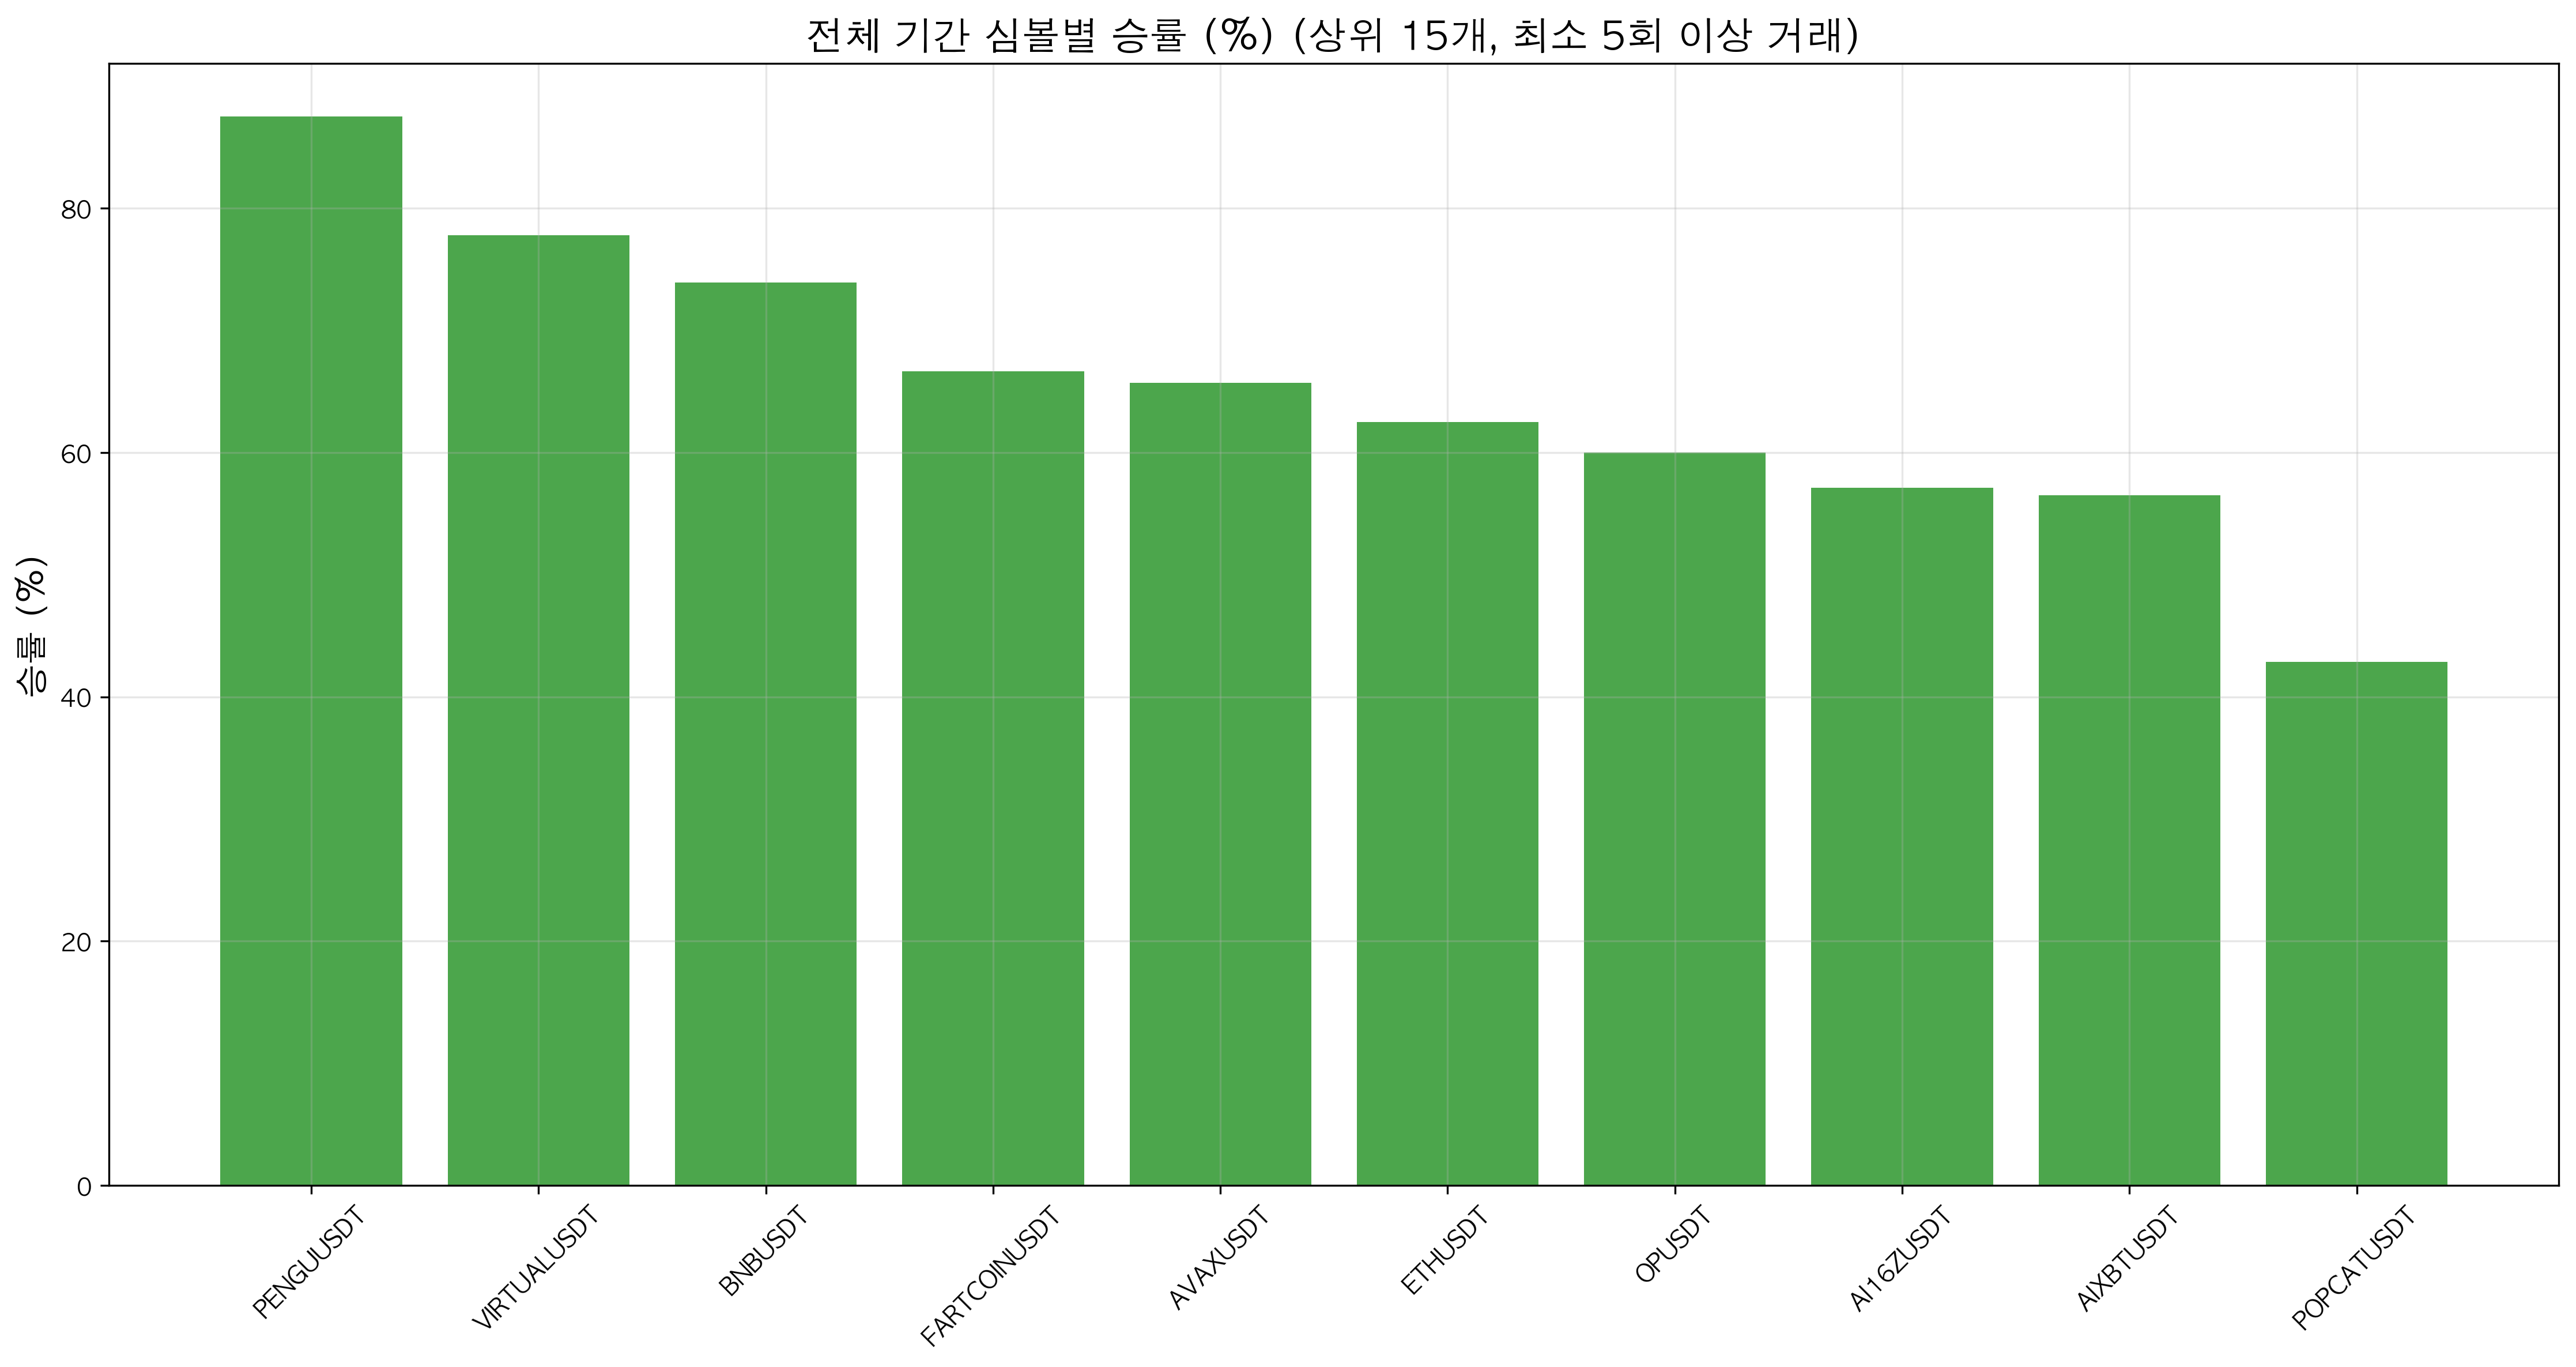 전체 기간 심볼별 승률 (%) (상위 15개, 최소 5회 이상 거래)
승률 (%)
80
60
40
20
0
PENGUUSDT
VIRTUALUSDT
BNBUSDT
FARTCOINUSDT
AVAXUSDT
ETHUSDT
OPUSDT
AI16ZUSDT
AIXBTUSDT
POPCATUSDT